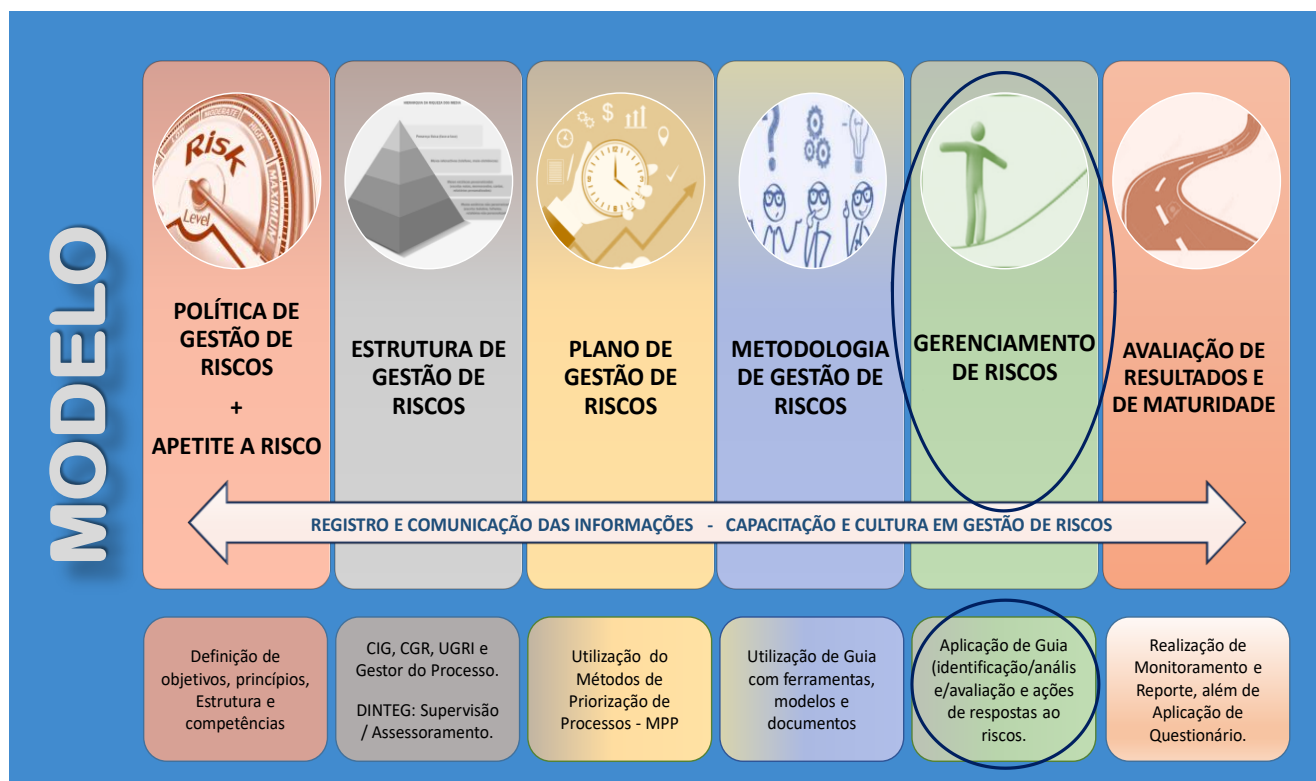 MODELO
LOW
MODERATE
HIGH
MAXIMUM
RISK
Level
POLÍTICA DE
GESTÃO DE
RISCOS
+
APETITE A RISCO
ESTRUTURA DE
GESTÃO DE
RISCOS
PLANO DE
GESTÃO DE
RISCOS
METODOLOGIA
DE GESTÃO DE
RISCOS
GERENCIAMENTO
DE RISCOS
AVALIAÇÃO DE
RESULTADOS E
DE MATURIDADE
REGISTRO E COMUNICAÇÃO DAS INFORMAÇÕES - CAPACITAÇÃO E CULTURA EM GESTÃO DE RISCOS
Definição de
objetivos, princípios,
Estrutura e
competências
CIG, CGR, UGRI e
Gestor do Processo.
DINTEG: Supervisão
/ Assessoramento.
Utilização do
Métodos de
Priorização de
Processos - MPP
Utilização de Guia
com ferramentas,
modelos e
documentos
Aplicação de Guia
(identificação/anális
e/avaliação e ações
de respostas ao
riscos.
Realização de
Monitoramento e
Reporte, além de
Aplicação de
Questionário.